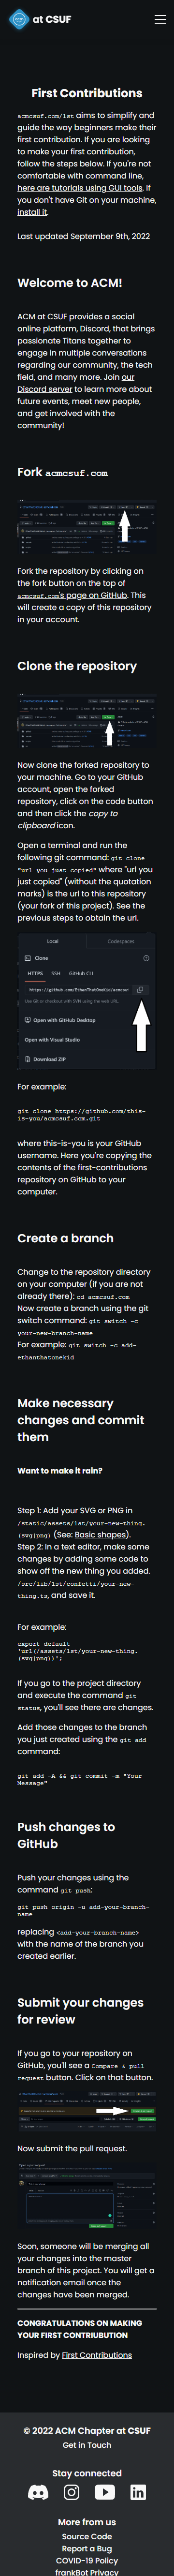 at CSUF
First Contributions
acmcsuf.com/1st aims to simplify and
guide the way beginners make their
first contribution. If you are looking
to make your first contribution,
follow the steps below. If you're not
comfortable with command line,
here are tutorials using GUI tools. If
you don't have Git on your machine,
install it.
Last updated September 9th, 2022
Welcome to ACM!
ACM at CSUF provides a social
online platform, Discord, that brings
passionate Titans together to
engage in multiple conversations
regarding our community, the tech
field, and many more. Join our
Discord server to learn more about
future events, meet new people,
and get involved with the
community!
Fork acmcsuf.com
Fork the repository by clicking on
the fork button on the top of
acmcsuf.com's page on GitHub. This
will create a copy of this repository
in your account.
Clone the repository
Now clone the forked repository to
your machine. Go to your GitHub
account, open the forked
repository, click on the code button
and then click the copy to
clipboard icon.
Open a terminal and run the
following git command: git clone
"url you just copied" where "url you
just copied" (without the quotation
marks) is the url to this repository
(your fork of this project). See the
previous steps to obtain the url.
Local
Codespaces
Clone
HTTPS SSH GitHub CLI
https://github.com/EthanThatOneKid/acmcsu
Use Git or checkout with SVN using the web URL.
Open with GitHub Desktop
Open with Visual Studio
Download ZIP
For example:
git clone https://github.com/this-
is-you/acmcsuf.com.git
where this-is-you is your GitHub
username. Here you're copying the
contents of the first-contributions
repository on GitHub to your
computer.
Create a branch
Change to the repository directory
on your computer (if you are not
already there): cd acmcsuf.com
Now create a branch using the git
switch command: git switch -c
your-new-branch-name
For example: git switch -c add-
ethanthatonekid
Make necessary
changes and commit
them
Want to make it rain?
Step 1: Add your SVG or PNG in
/static/assets/1st/your-new-thing.
(svg|png) (See: Basic shapes).
Step 2: In a text editor, make some
changes by adding some code to
show off the new thing you added.
/src/lib/1st/confetti/your-new-
thing.ts, and save it.
For example:
export default
'url(/assets/1st/your-new-thing.
(svg|png))';
If you go to the project directory
and execute the command git
status, you'll see there are changes.
Add those changes to the branch
you just created using the git add
command:
git add -A && git commit -m "Your
Message"
Push changes to
GitHub
Push your changes using the
command git push:
git push origin -u add-your-branch-
name
replacing <add-your-branch-name>
with the name of the branch you
created earlier.
Submit your changes
for review
If you go to your repository on
GitHub, you'll see a Compare & pull
request button. Click on that button.
Now submit the pull request.
Soon, someone will be merging all
your changes into the master
branch of this project. You will get a
notification email once the
changes have been merged.
CONGRATULATIONS ON MAKING
YOUR FIRST CONTRIUBUTION
Inspired by First Contributions
© 2022 ACM Chapter at CSUF
Get in Touch
Stay connected
More from us
Source Code
Report a Bug
COVID-19 Policy
frankBot Privacy